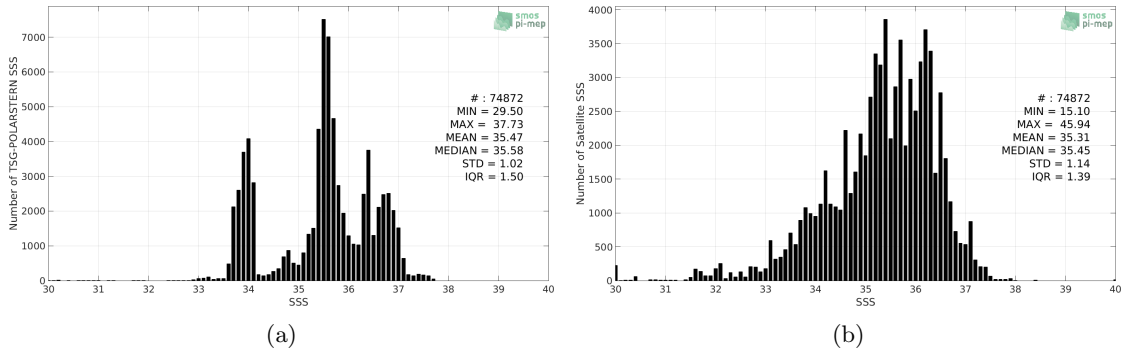 smos
pi-mep
7000
6000
5000
4000
3000
2000
1000
0
Number of TSG-POLARSTERN SSS
# : 74872
MIN = 29.50
MAX = 37.73
MEAN = 35.47
MEDIAN = 35.58
STD = 1.02
IQR = 1.50
30 31 32 33 34 35 36 37 38 39 40
SSS
(a)
smos
pi-mep
4000
3500
3000
2500
2000
1500
1000
500
0
Number of Satellite SSS
# : 74872
MIN = 15.10
MAX = 45.94
MEAN = 35.31
MEDIAN = 35.45
STD = 1.14
IQR = 1.39
30 31 32 33 34 35 36 37 38 39 40
SSS
(b)